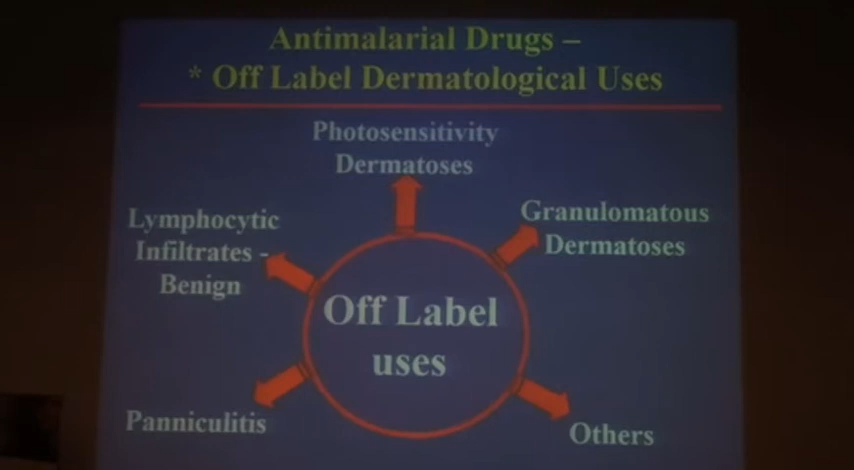 Antimalarial Drugs –
* Off Label Dermatological Uses
Photosensitivity
Dermatoses
Lymphocytic
Infiltrates -
Benign
Granulomatous
Dermatoses
Off Label
uses
Panniculitis
Others